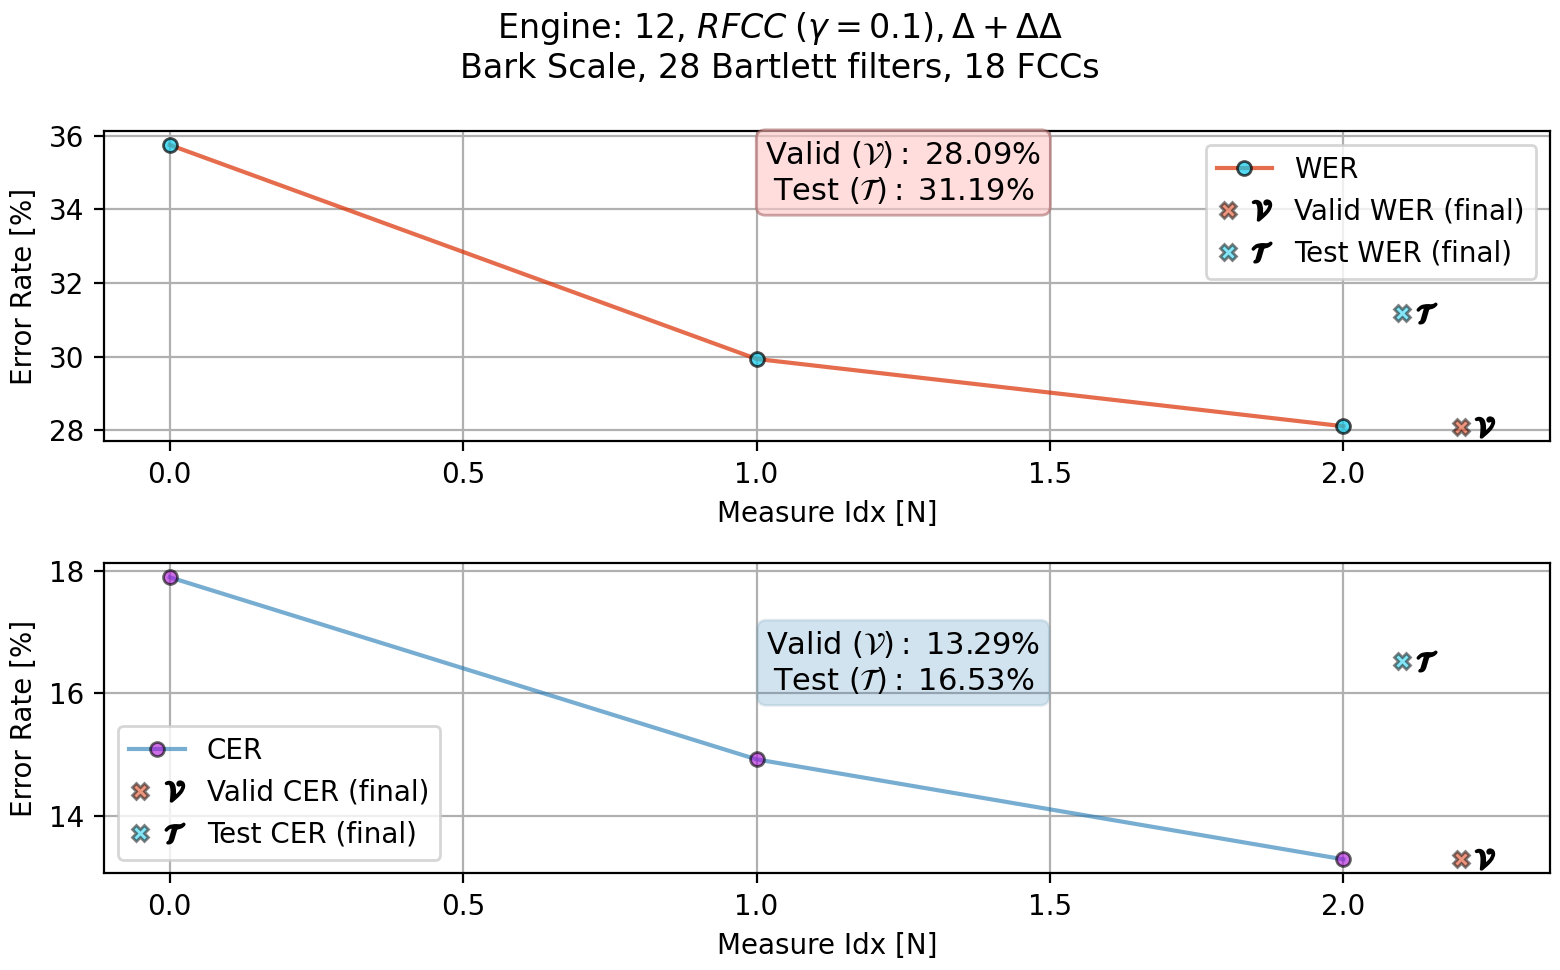 Engine: 12, RFCC (γ = 0.1), Δ + ΔΔ
Bark Scale, 28 Bartlett filters, 18 FCCs
36
34
32
30
28
Error Rate [%]
Valid (𝒱) : 28.09%
Test (𝒯) : 31.19%
WER
𝒱 Valid WER (final)
𝒯 Test WER (final)
𝒯
𝒱
0.0 0.5 1.0 1.5 2.0
Measure Idx [N]
18
16
14
Error Rate [%]
Valid (𝒱) : 13.29%
Test (𝒯) : 16.53%
𝒯
CER
𝒱 Valid CER (final)
𝒯 Test CER (final)
𝒱
0.0 0.5 1.0 1.5 2.0
Measure Idx [N]